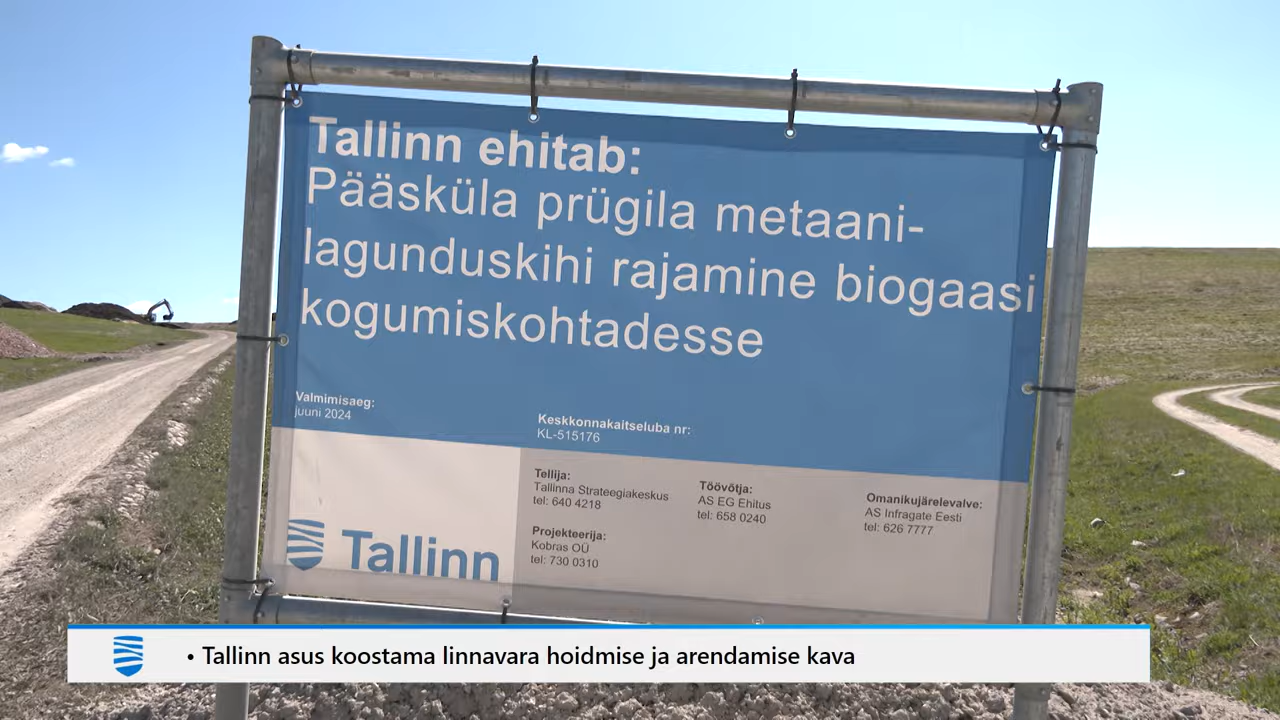 Tallinn ehitab:
Pääsküla prügila metaani-
lagunduskihi rajamine biogaasi
kogumiskohtadesse
Valmimisaeg:
juuni 2024
Keskkonnakaitseluba nr:
KL-515176
Tellija:
Tallinna Strateegiakeskus
tel: 640 4218
Töövõtja:
AS EG Ehitus
tel: 658 0240
Omanikujärelevalve:
AS Infragate Eesti
tel: 626 7777
Projekteerija:
Kobras OÜ
tel: 730 0310
Tallinn
• Tallinn asus koostama linnavara hoidmise ja arendamise kava